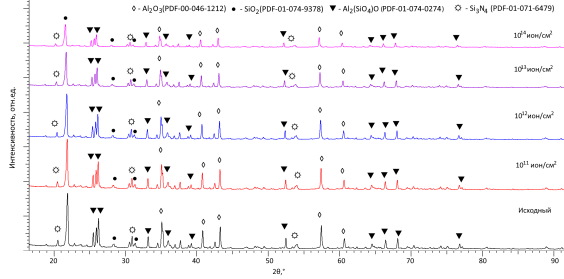 ◊ - Al₂O₃(PDF-00-046-1212) ● - SiO₂(PDF-01-074-9378) ▼ - Al₂(SiO₄)O (PDF-01-074-0274) ☼ - Si₃N₄ (PDF-01-071-6479)
10¹⁴ ион/см²
10¹³ ион/см²
10¹² ион/см²
10¹¹ ион/см²
Исходный
Интенсивность, отн.ед.
16 20 30 40 50 60 70 80 90
2θ,°